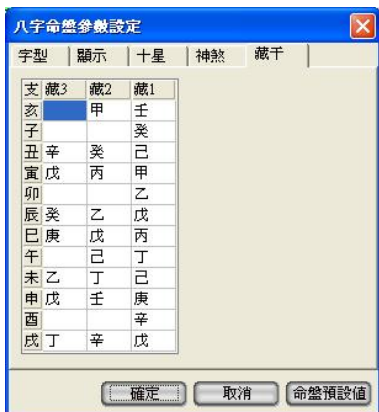 八字命盤參數設定
字型 顯示 十星 神煞 藏干
支 藏3 藏2 藏1
亥 甲 壬
子 癸
丑 辛 癸 己
寅 戊 丙 甲
卯 乙
辰 癸 乙 戊
巳 庚 戊 丙
午 己 丁
未 乙 丁 己
申 戊 壬 庚
酉 辛
戌 丁 辛 戊
確定 取消 命盤預設值